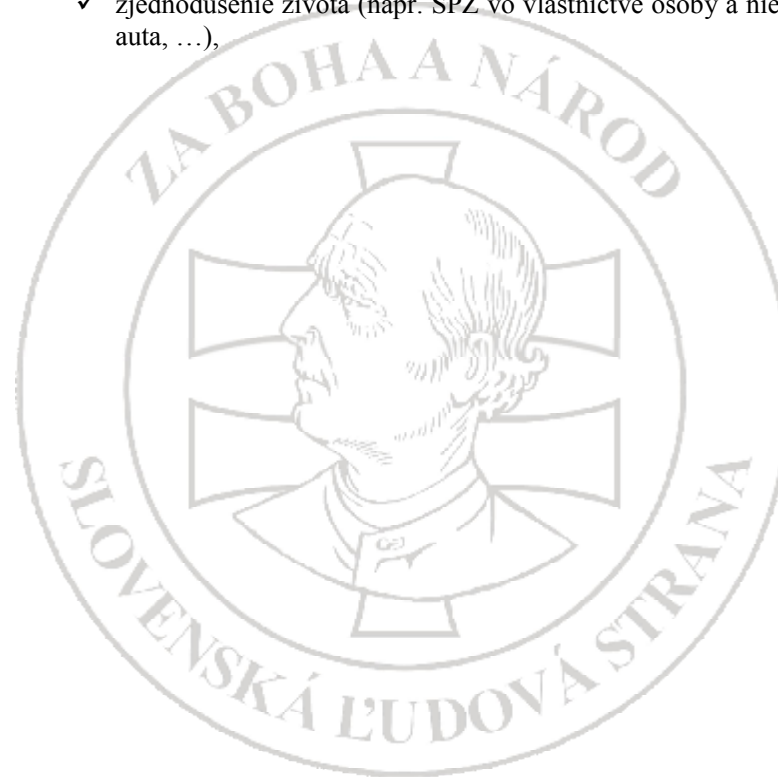 ✓ zjednodušenie života (napr. ŠPZ vo vlastníctve osoby a nie
auta, …),
ZA BOHA A NÁROD
SLOVENSKÁ ĽUDOVÁ STRANA